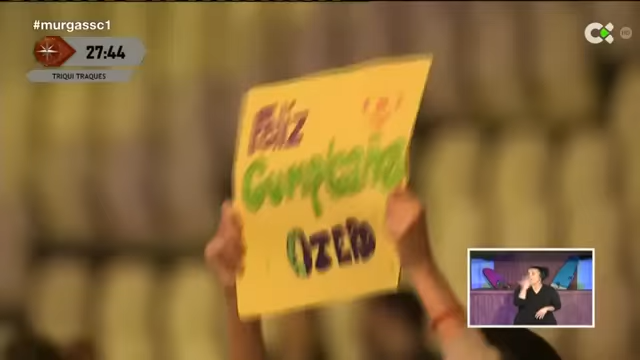 #murgassc1
27:44
TRIQUI TRAQUES
Feliz
Cumpleaños